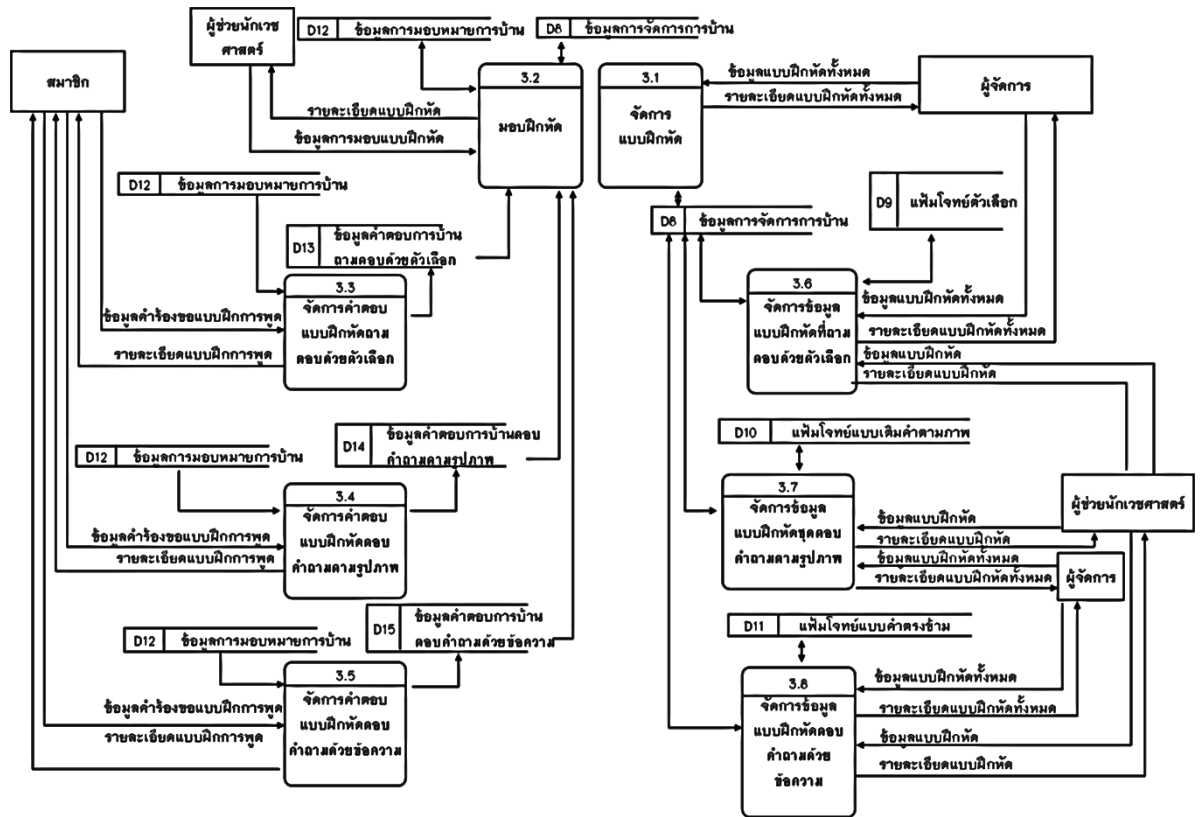 ผู้ช่วยนักเวช
ศาสตร์
D12 ข้อมูลการมอบหมายการบ้าน
D8 ข้อมูลการจัดการการบ้าน
สมาชิก
3.2
มอบฝึกหัด
3.1
จัดการ
แบบฝึกหัด
ข้อมูลแบบฝึกหัดทั้งหมด
รายละเอียดแบบฝึกหัดทั้งหมด
ผู้จัดการ
รายละเอียดแบบฝึกหัด
ข้อมูลการมอบแบบฝึกหัด
D12 ข้อมูลการมอบหมายการบ้าน
D8 ข้อมูลการจัดการการบ้าน
D9 แฟ้มโจทย์ตัวเลือก
D13 ข้อมูลคำตอบการบ้าน
ถามตอบด้วยตัวเลือก
3.3
จัดการคำตอบ
แบบฝึกหัดถาม
ตอบด้วยตัวเลือก
ข้อมูลคำร้องขอแบบฝึกการพูด
รายละเอียดแบบฝึกการพูด
3.6
จัดการข้อมูล
แบบฝึกหัดที่ถาม
ตอบด้วยตัวเลือก
ข้อมูลแบบฝึกหัดทั้งหมด
รายละเอียดแบบฝึกหัดทั้งหมด
ข้อมูลแบบฝึกหัด
รายละเอียดแบบฝึกหัด
D12 ข้อมูลการมอบหมายการบ้าน
D14 ข้อมูลคำตอบการบ้านตอบ
คำถามตามรูปภาพ
D10 แฟ้มโจทย์แบบเติมคำตามภาพ
3.4
จัดการคำตอบ
แบบฝึกหัดตอบ
คำถามตามรูปภาพ
ข้อมูลคำร้องขอแบบฝึกการพูด
รายละเอียดแบบฝึกการพูด
3.7
จัดการข้อมูล
แบบฝึกหัดชุดตอบ
คำถามตามรูปภาพ
ข้อมูลแบบฝึกหัด
รายละเอียดแบบฝึกหัด
ข้อมูลแบบฝึกหัดทั้งหมด
รายละเอียดแบบฝึกหัดทั้งหมด
ผู้ช่วยนักเวชศาสตร์
ผู้จัดการ
D12 ข้อมูลการมอบหมายการบ้าน
D15 ข้อมูลคำตอบการบ้าน
ตอบคำถามด้วยข้อความ
D11 แฟ้มโจทย์แบบคำตรงข้าม
3.5
จัดการคำตอบ
แบบฝึกหัดตอบ
คำถามด้วยข้อความ
ข้อมูลคำร้องขอแบบฝึกการพูด
รายละเอียดแบบฝึกการพูด
3.8
จัดการข้อมูล
แบบฝึกหัดตอบ
คำถามด้วย
ข้อความ
ข้อมูลแบบฝึกหัดทั้งหมด
รายละเอียดแบบฝึกหัดทั้งหมด
ข้อมูลแบบฝึกหัด
รายละเอียดแบบฝึกหัด